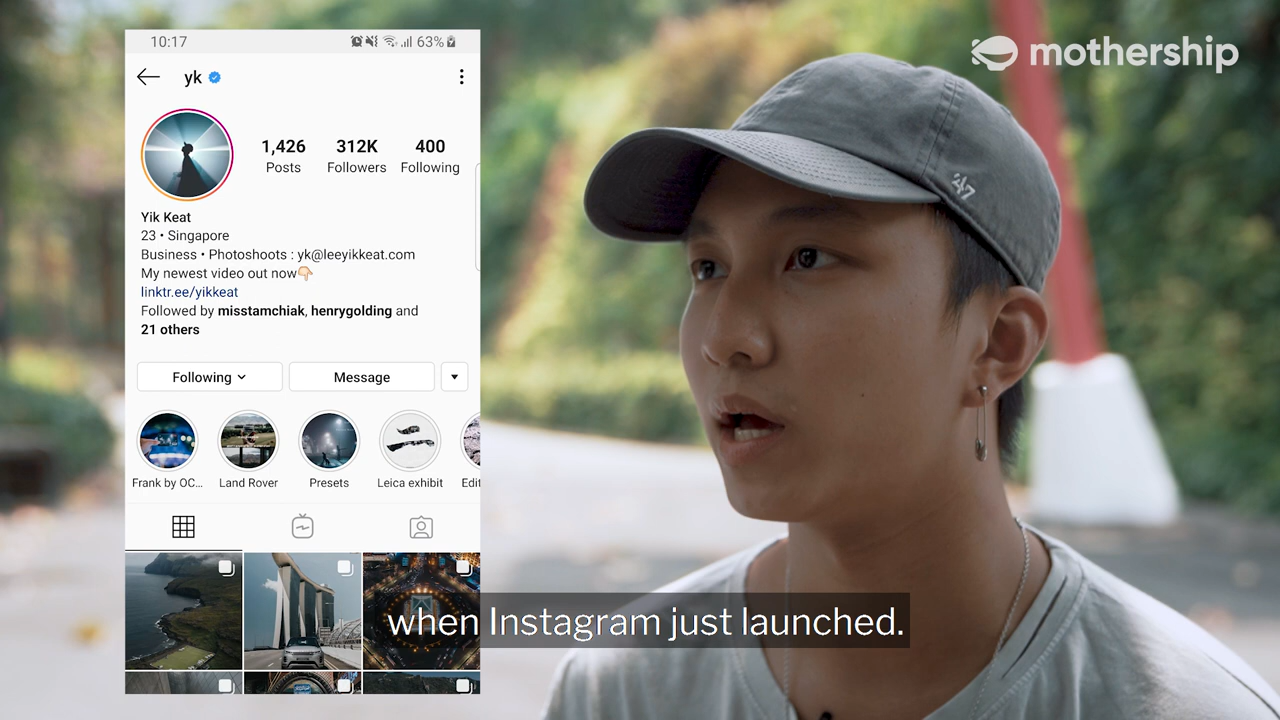 10:17
63%
mothership
yk
1,426
312K
400
Posts
Followers
Following
'47
Yik Keat
23 • Singapore
Business • Photoshoots : yk@leeyikkeat.com
My newest video out now👇🏻
linktr.ee/yikkeat
Followed by misstamchiak, henrygolding and
21 others
Following
Message
Frank by OC...
Land Rover
Presets
Leica exhibit
Edit
when Instagram just launched.